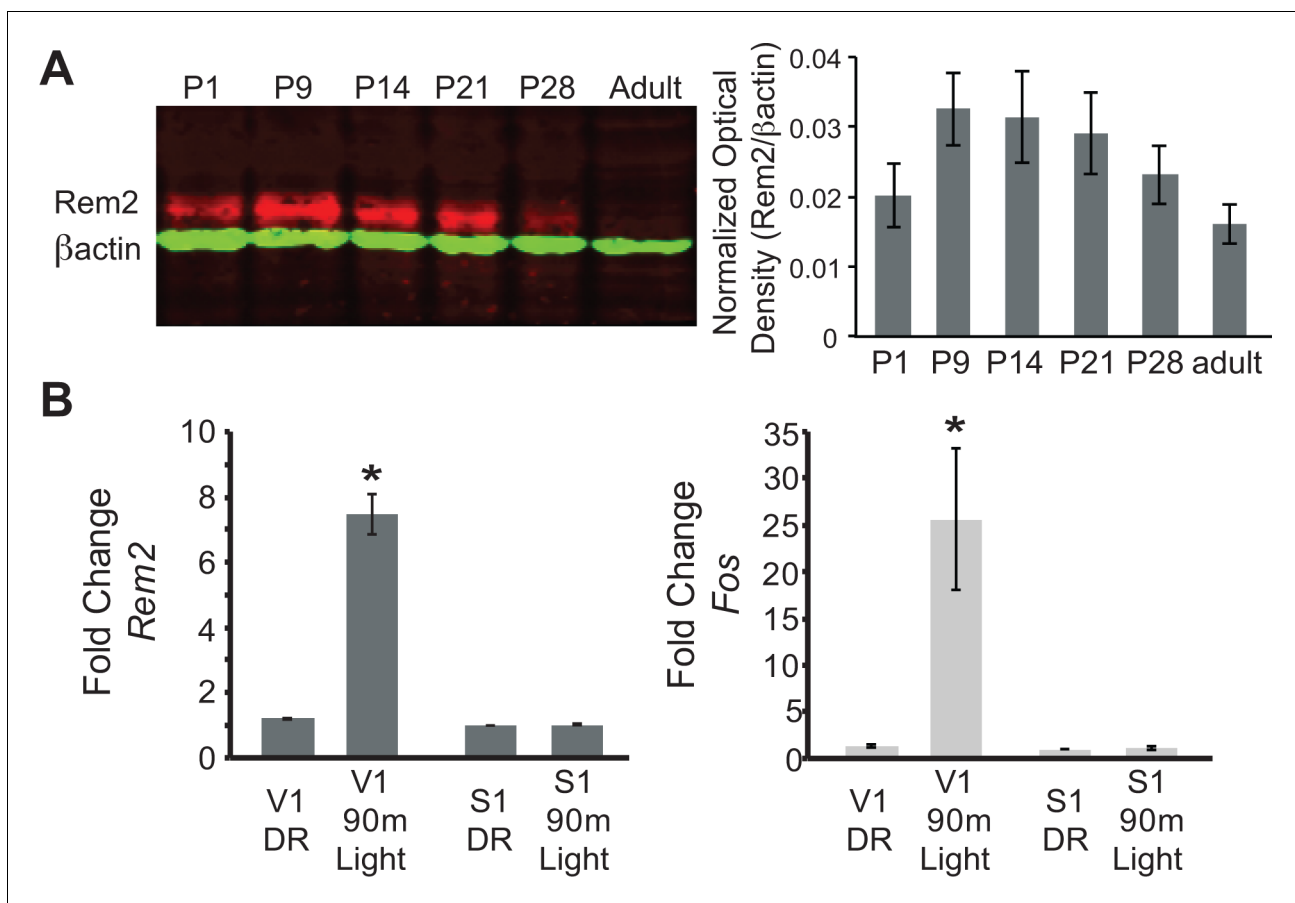 A
P1 P9 P14 P21 P28 Adult
Rem2
βactin
Normalized Optical
Density (Rem2/βactin)
0.04
0.03
0.02
0.01
0
P1 P9 P14 P21 P28 adult
B
Fold Change
Rem2
10
8
6
4
2
0
*
V1
DR
V1
90m
Light
S1
DR
S1
90m
Light
Fold Change
Fos
35
30
25
20
15
10
5
0
*
V1
DR
V1
90m
Light
S1
DR
S1
90m
Light